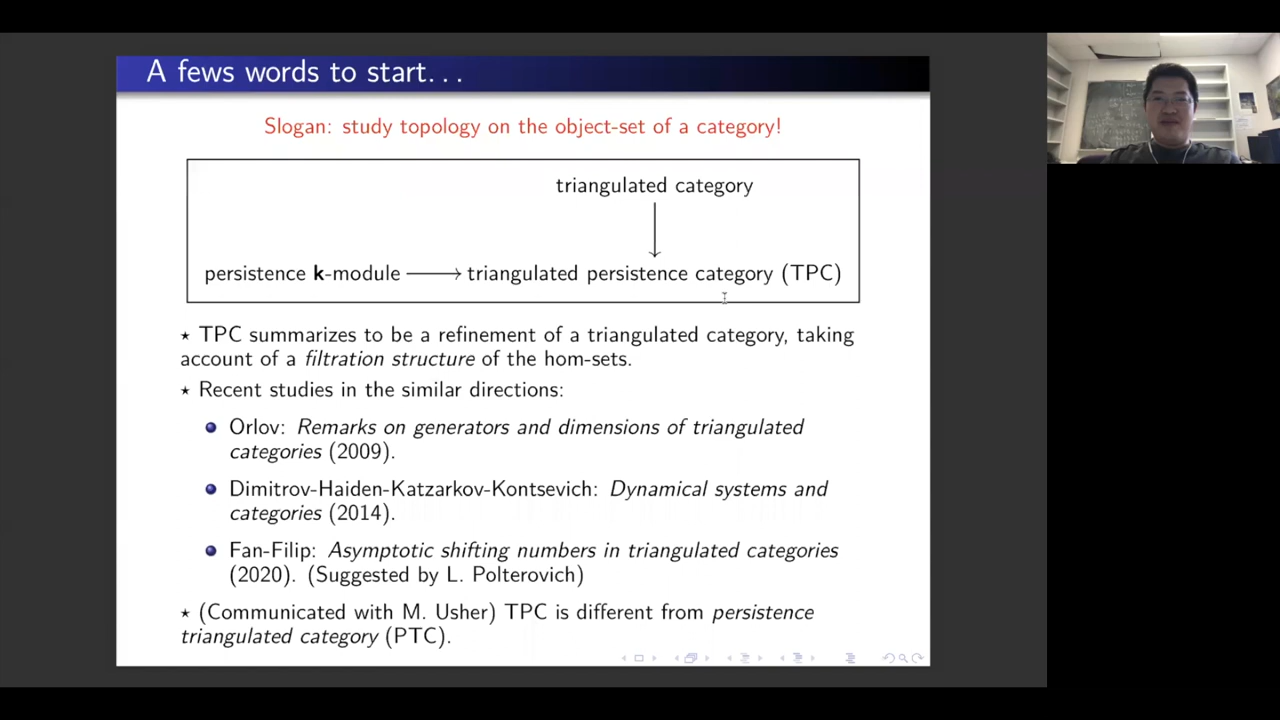 A fews words to start. . .
Slogan: study topology on the object-set of a category!
triangulated category
persistence k-module → triangulated persistence category (TPC)
⋆ TPC summarizes to be a refinement of a triangulated category, taking
account of a filtration structure of the hom-sets.
⋆ Recent studies in the similar directions:
Orlov: Remarks on generators and dimensions of triangulated
categories (2009).
Dimitrov-Haiden-Katzarkov-Kontsevich: Dynamical systems and
categories (2014).
Fan-Filip: Asymptotic shifting numbers in triangulated categories
(2020). (Suggested by L. Polterovich)
⋆ (Communicated with M. Usher) TPC is different from persistence
triangulated category (PTC).